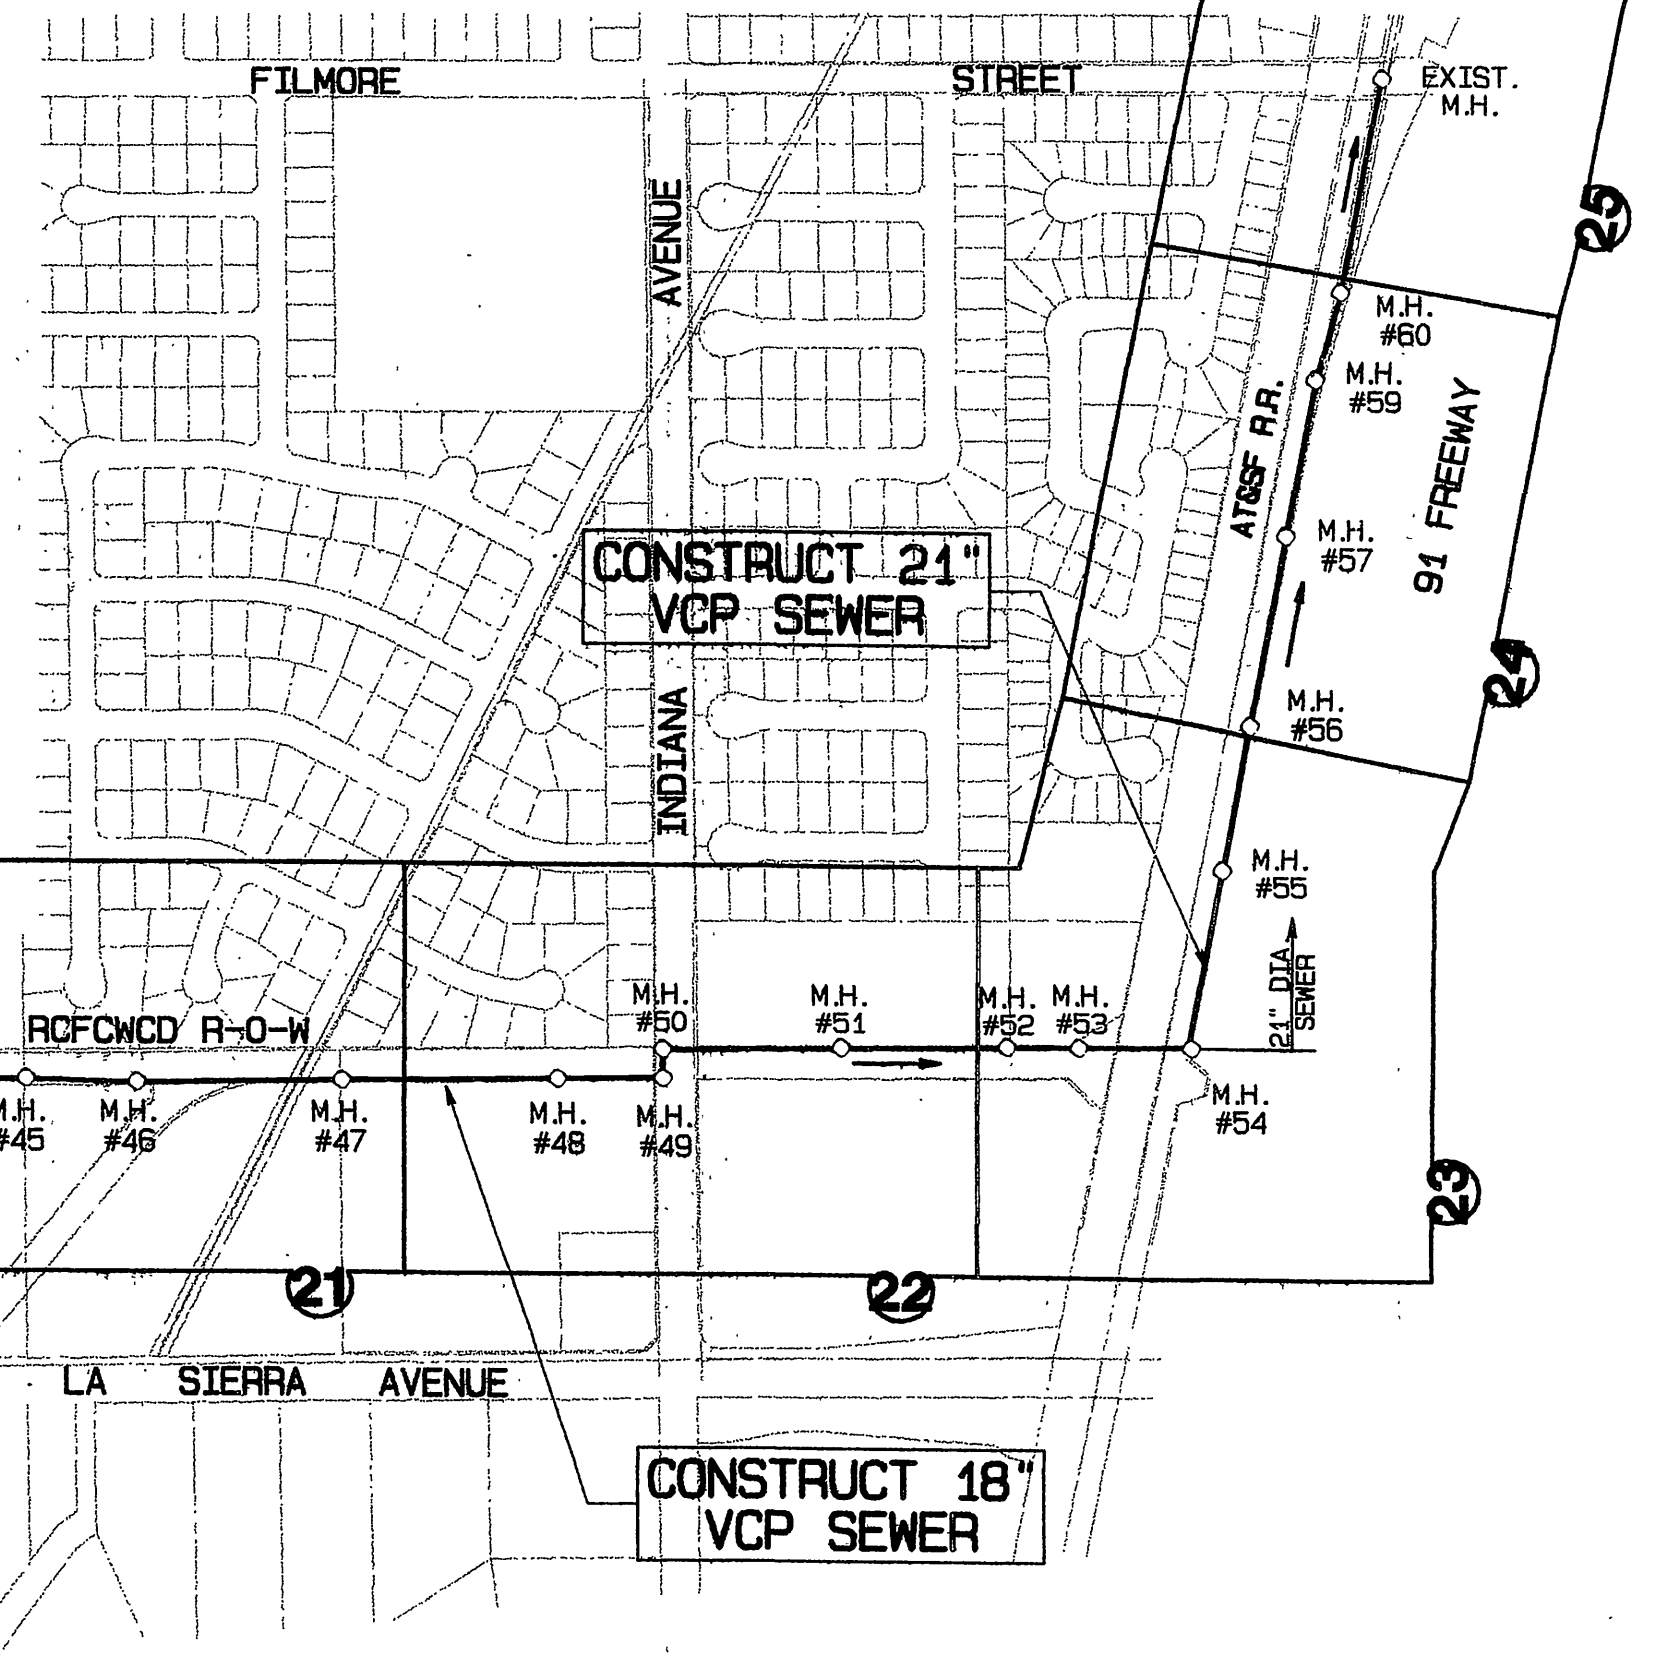 FILMORE STREET
EXIST.
M.H.
AVENUE
25
M.H.
#60
M.H.
#59
AT&SF R.R.
91 FREEWAY
M.H.
#57
CONSTRUCT 21"
VCP SEWER
24
INDIANA
M.H.
#56
M.H.
#55
21" DIA.
SEWER
M.H.
#50
M.H.
#51
M.H.
#52
M.H.
#53
RCFCWCD R-O-W
M.H.
#45
M.H.
#46
M.H.
#47
M.H.
#48
M.H.
#49
M.H.
#54
23
21
22
LA SIERRA AVENUE
CONSTRUCT 18"
VCP SEWER